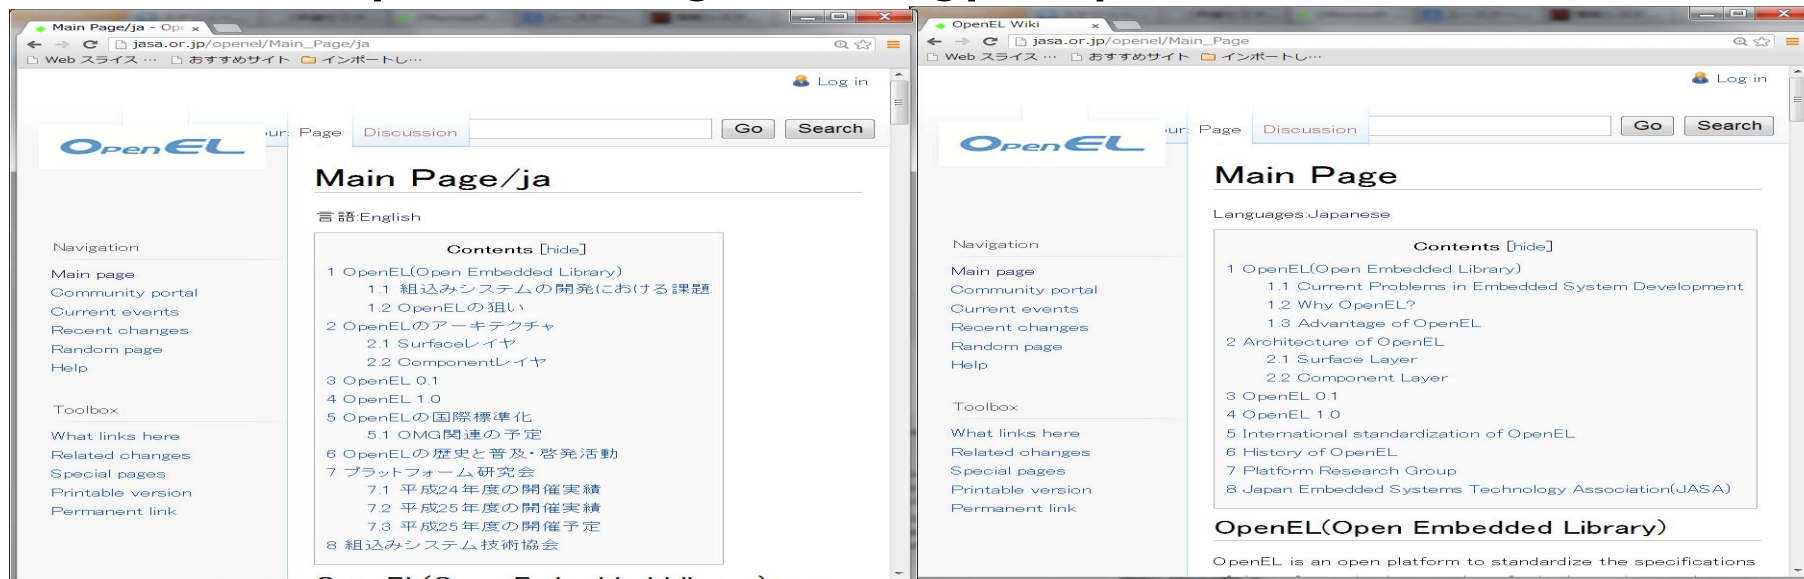 Main Page/ja - Op
jasa.or.jp/openel/Main_Page/ja
Web スライス … おすすめサイト インポートし…
Log in
OpenEL
Page Discussion Go Search
Main Page/ja
言語:English
Navigation
Main page
Community portal
Current events
Recent changes
Random page
Help
Toolbox
What links here
Related changes
Special pages
Printable version
Permanent link
Contents [hide]
1 OpenEL(Open Embedded Library)
1.1 組込みシステムの開発における課題
1.2 OpenELの狙い
2 OpenELのアーキテクチャ
2.1 Surfaceレイヤ
2.2 Componentレイヤ
3 OpenEL 0.1
4 OpenEL 1.0
5 OpenELの国際標準化
5.1 OMG関連の予定
6 OpenELの歴史と普及・啓発活動
7 プラットフォーム研究会
7.1 平成24年度の開催実績
7.2 平成25年度の開催実績
7.3 平成25年度の開催予定
8 組込みシステム技術協会
OpenEL Wiki
jasa.or.jp/openel/Main_Page
Web スライス … おすすめサイト インポートし…
Log in
OpenEL
Page Discussion Go Search
Main Page
Languages:Japanese
Navigation
Main page
Community portal
Current events
Recent changes
Random page
Help
Toolbox
What links here
Related changes
Special pages
Printable version
Permanent link
Contents [hide]
1 OpenEL(Open Embedded Library)
1.1 Current Problems in Embedded System Development
1.2 Why OpenEL?
1.3 Advantage of OpenEL
2 Architecture of OpenEL
2.1 Surface Layer
2.2 Component Layer
3 OpenEL 0.1
4 OpenEL 1.0
5 International standardization of OpenEL
6 History of OpenEL
7 Platform Research Group
8 Japan Embedded Systems Technology Association(JASA)
OpenEL(Open Embedded Library)
OpenEL is an open platform to standardize the specifications